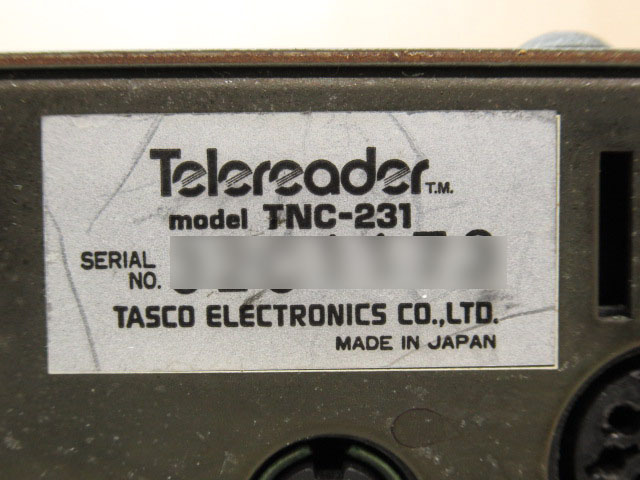 Telereader T.M.
model TNC-231
SERIAL
NO.
TASCO ELECTRONICS CO.,LTD.
MADE IN JAPAN